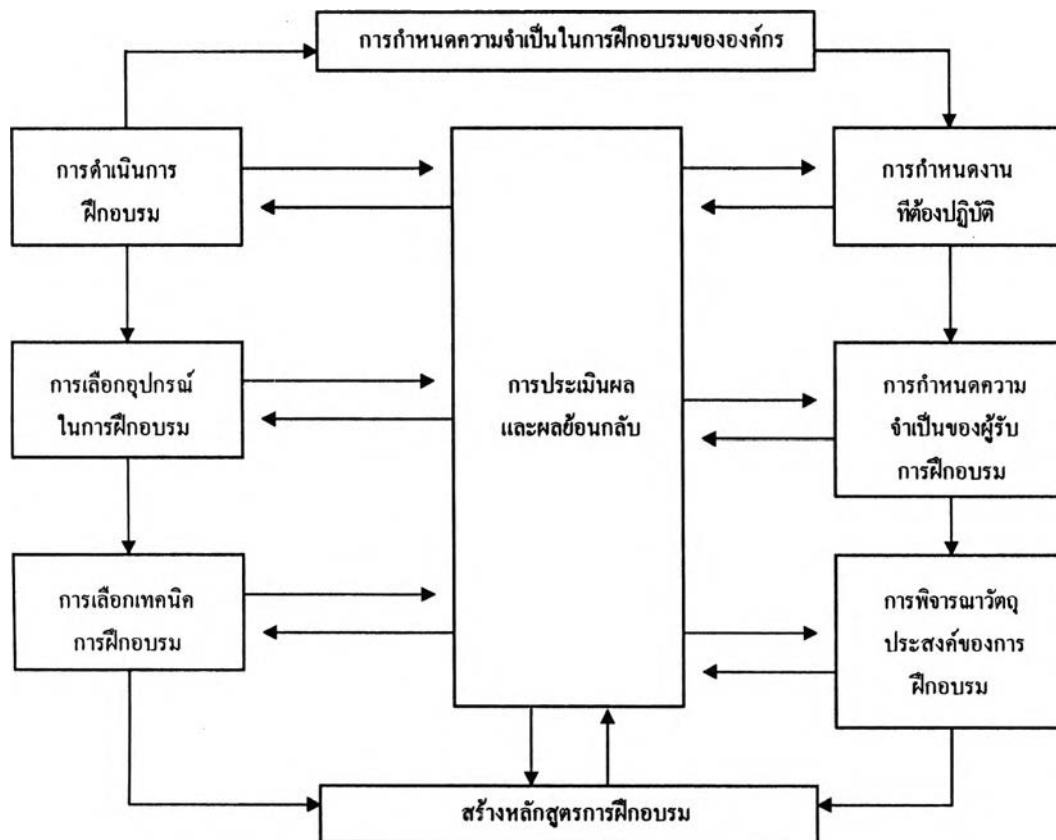 การกำหนดความจำเป็นในการฝึกอบรมขององค์กร
การดำเนินการ
ฝึกอบรม
การกำหนดงาน
ที่ต้องปฏิบัติ
การเลือกอุปกรณ์
ในการฝึกอบรม
การประเมินผล
และผลย้อนกลับ
การกำหนดความ
จำเป็นของผู้รับ
การฝึกอบรม
การเลือกเทคนิค
การฝึกอบรม
การพิจารณาวัตถุ
ประสงค์ของการ
ฝึกอบรม
สร้างหลักสูตรการฝึกอบรม